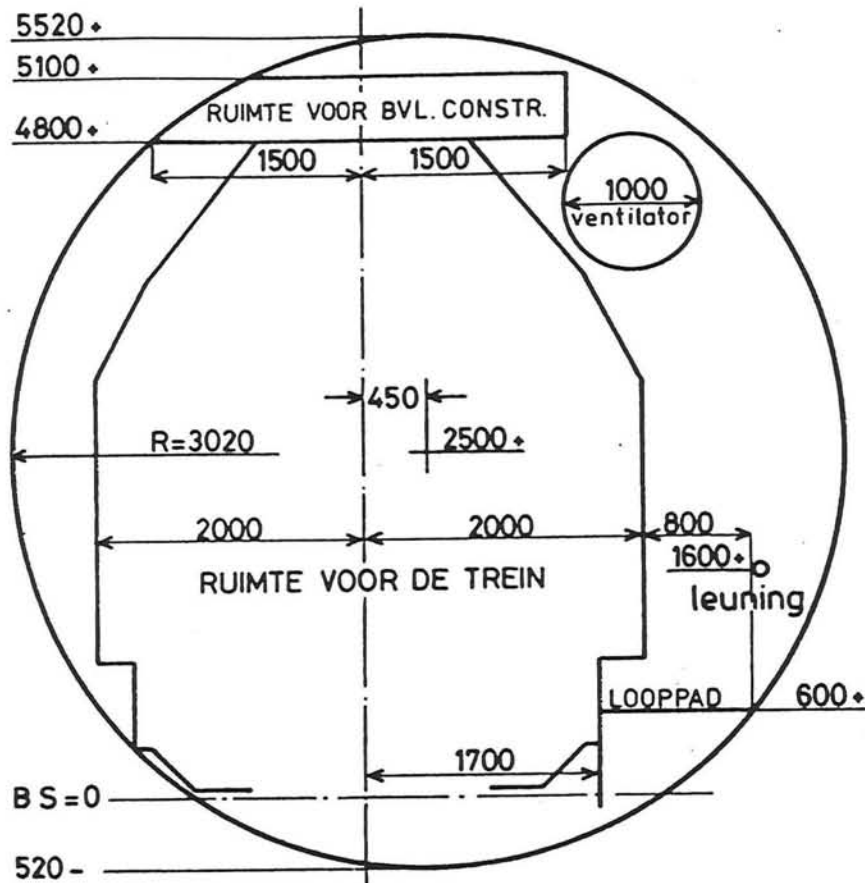 5520+
5100+
RUIMTE VOOR BVL. CONSTR.
4800+
1500 1500
1000
ventilator
450
R=3020 2500+
2000 2000 800
1600+
RUIMTE VOOR DE TREIN
leuning
LOOPPAD 600+
1700
BS=0
520-